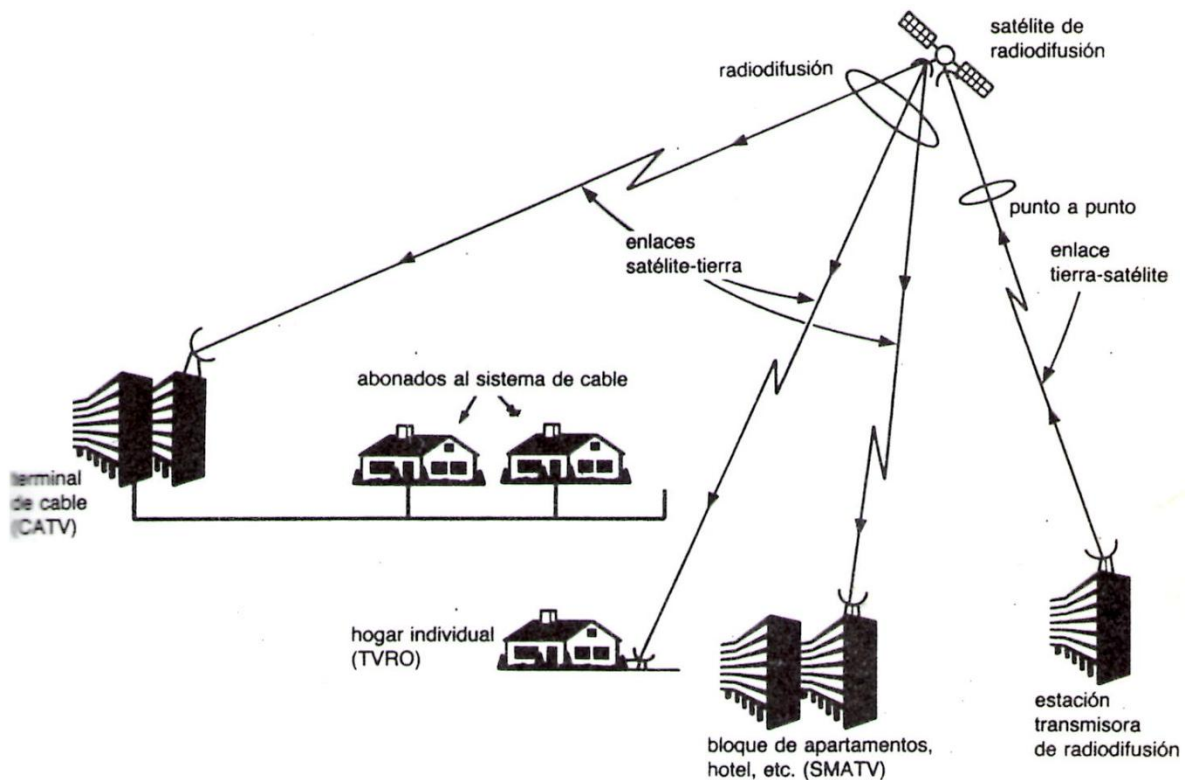 satélite de
radiodifusión
radiodifusión
punto a punto
enlaces
satélite-tierra
enlace
tierra-satélite
abonados al sistema de cable
terminal
de cable
(CATV)
hogar individual
(TVRO)
bloque de apartamentos,
hotel, etc. (SMATV)
estación
transmisora
de radiodifusión